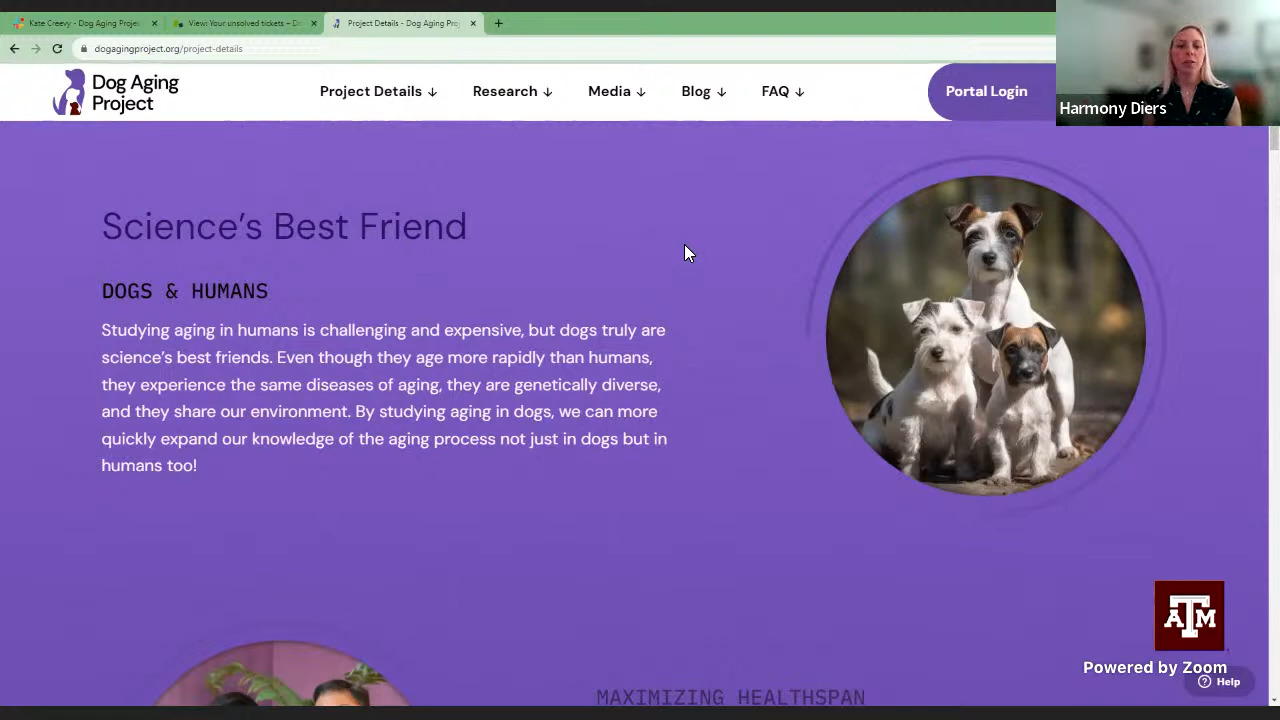 Kate Creevy - Dog Aging Projec
View: Your unsolved tickets – Do
Project Details - Dog Aging Proj
dogagingproject.org/project-details
Dog Aging
Project
Project Details
Research
Media
Blog
FAQ
Portal Login
Harmony Diers
Science's Best Friend
DOGS & HUMANS
Studying aging in humans is challenging and expensive, but dogs truly are
science's best friends. Even though they age more rapidly than humans,
they experience the same diseases of aging, they are genetically diverse,
and they share our environment. By studying aging in dogs, we can more
quickly expand our knowledge of the aging process not just in dogs but in
humans too!
ATM
Powered by Zoom
Help
MAXIMIZING HEALTHSPAN